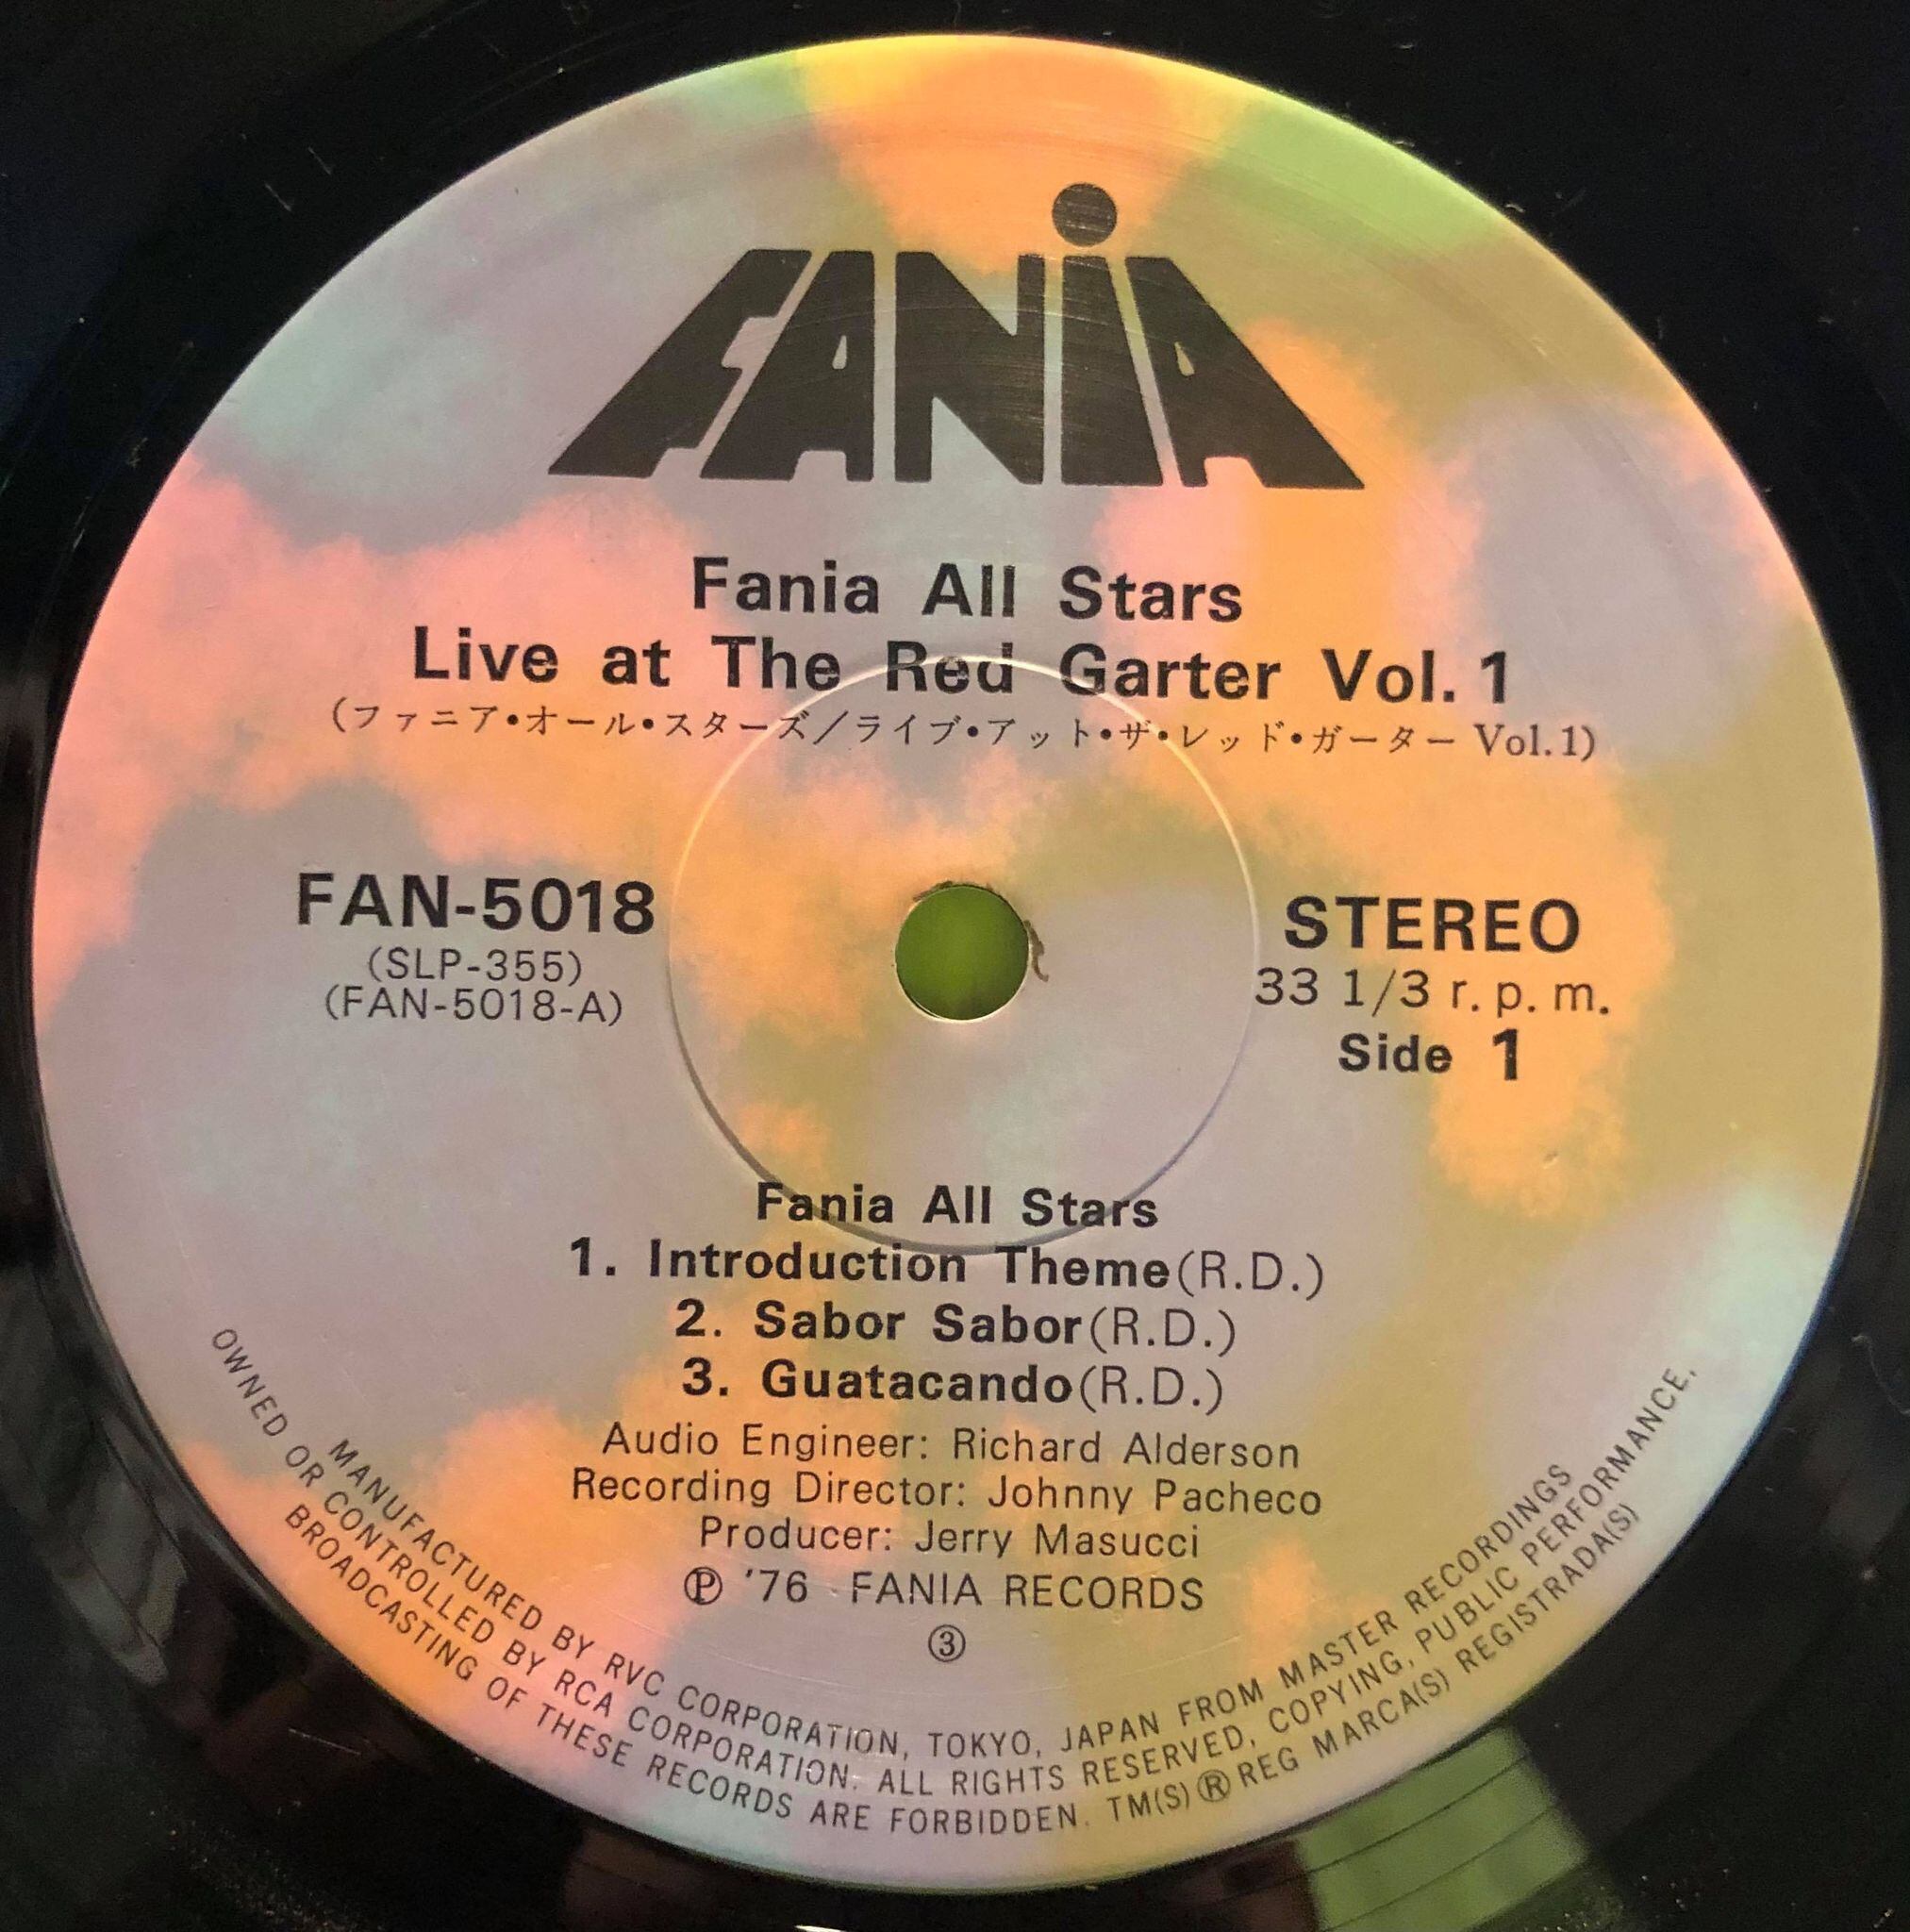 FANiA
Fania All Stars
Live at The Red Garter Vol. 1
(ファニア・オール・スターズ／ライブ・アット・ザ・レッド・ガーター Vol.1)
FAN-5018
(SLP-355)
(FAN-5018-A)
STEREO
33 1/3 r. p. m.
Side 1
Fania All Stars
1. Introduction Theme(R.D.)
2. Sabor Sabor(R.D.)
3. Guatacando(R.D.)
Audio Engineer: Richard Alderson
Recording Director: Johnny Pacheco
Producer: Jerry Masucci
Ⓟ '76 FANIA RECORDS
③
MANUFACTURED BY RVC CORPORATION, TOKYO, JAPAN FROM MASTER RECORDINGS
OWNED OR CONTROLLED BY RCA CORPORATION. ALL RIGHTS RESERVED, COPYING, PUBLIC PERFORMANCE,
BROADCASTING OF THESE RECORDS ARE FORBIDDEN. TM(S) ® REG MARCA(S) REGISTRADA(S)